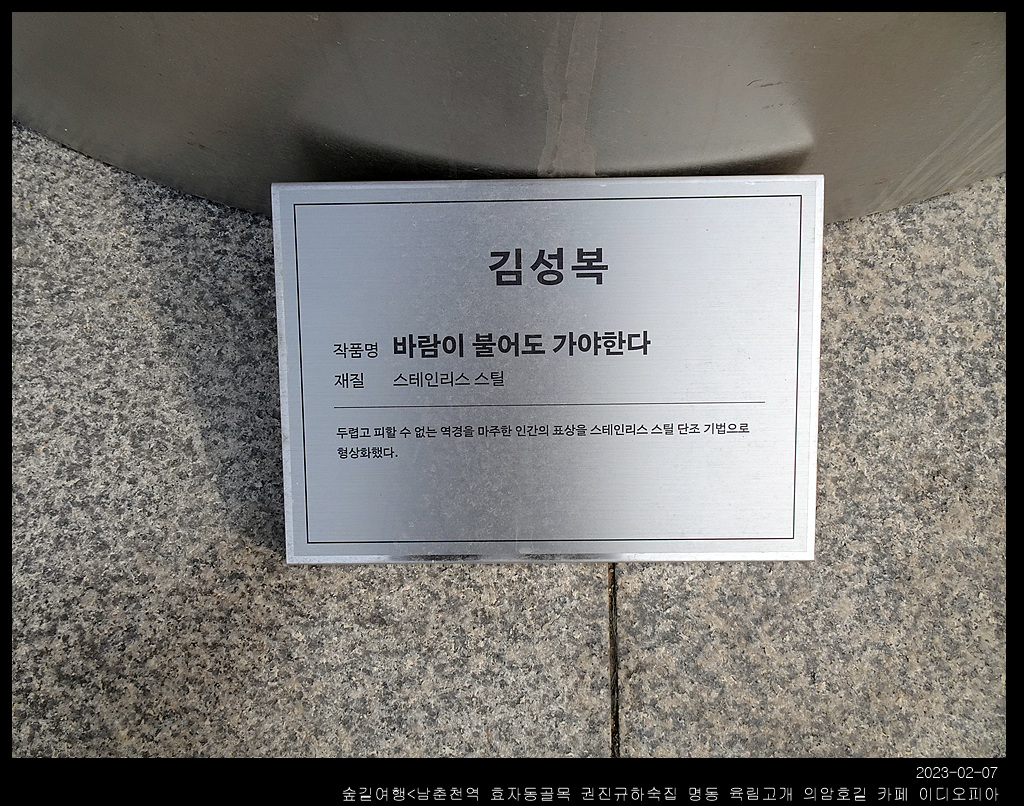 김성복
작품명 바람이 불어도 가야한다
재질 스테인리스 스틸
두렵고 피할 수 없는 역경을 마주한 인간의 표상을 스테인리스 스틸 단조 기법으로
형상화했다.
2023-02-07
숲길여행<남춘천역 효자동골목 권진규하숙집 명동 육림고개 의암호길 카페 이디오피아